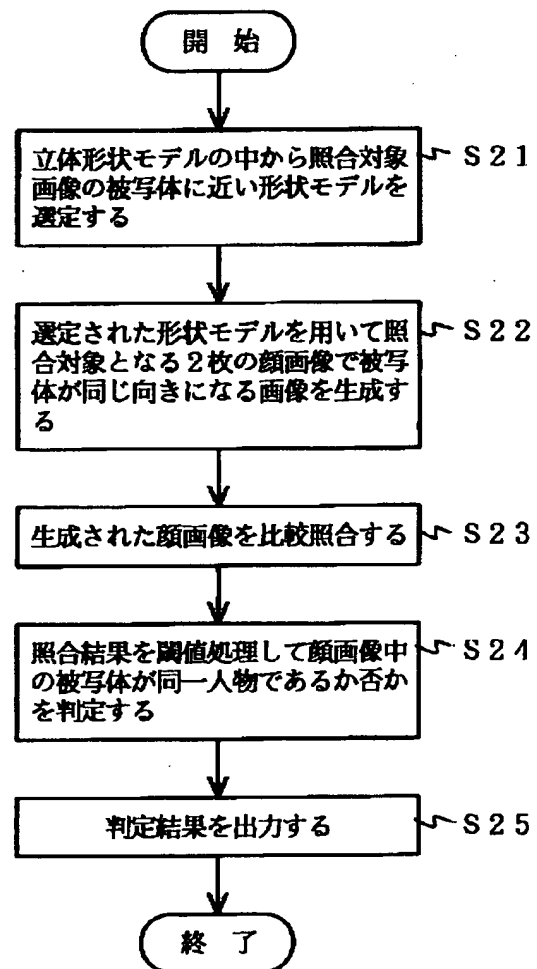 開 始
立体形状モデルの中から照合対象 S21
画像の被写体に近い形状モデルを
選定する
選定された形状モデルを用いて照 S22
合対象となる2枚の顔画像で被写
体が同じ向きになる画像を生成す
る
生成された顔画像を比較照合する S23
照合結果を閾値処理して顔画像中 S24
の被写体が同一人物であるか否か
を判定する
判定結果を出力する S25
終 了